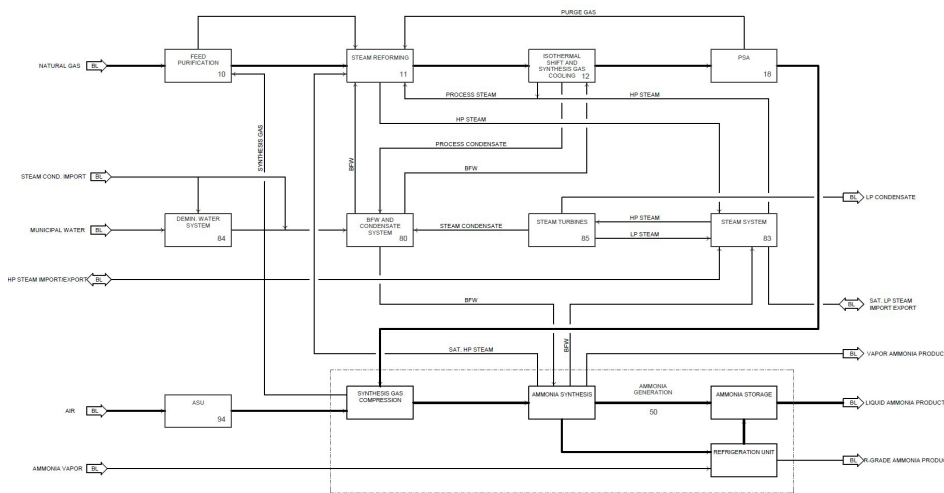 PURGE GAS
FEED
PURIFICATION
10
STEAM REFORMING
11
ISOTHERMAL
SHIFT AND
SYNTHESIS GAS
COOLING
12
PSA
18
NATURAL GAS
BL
PROCESS STEAM
HP STEAM
HP STEAM
SYNTHESIS GAS
PROCESS CONDENSATE
BFW
BFW
STEAM COND. IMPORT
BL
BL
LP CONDENSATE
DEMIN. WATER
SYSTEM
84
BFW AND
CONDENSATE
SYSTEM
80
STEAM CONDENSATE
STEAM TURBINES
85
HP STEAM
LP STEAM
STEAM SYSTEM
83
MUNICIPAL WATER
BL
HP STEAM IMPORT/EXPORT
BL
BFW
BL
SAT. LP STEAM
IMPORT EXPORT
SAT. HP STEAM
BFW
BL
VAPOR AMMONIA PRODUC
SYNTHESIS GAS
COMPRESSION
AMMONIA SYNTHESIS
AMMONIA
GENERATION
50
AMMONIA STORAGE
BL
LIQUID AMMONIA PRODUCT
AIR
BL
ASU
94
REFRIGERATION UNIT
BL
R-GRADE AMMONIA PRODU
AMMONIA VAPOR
BL